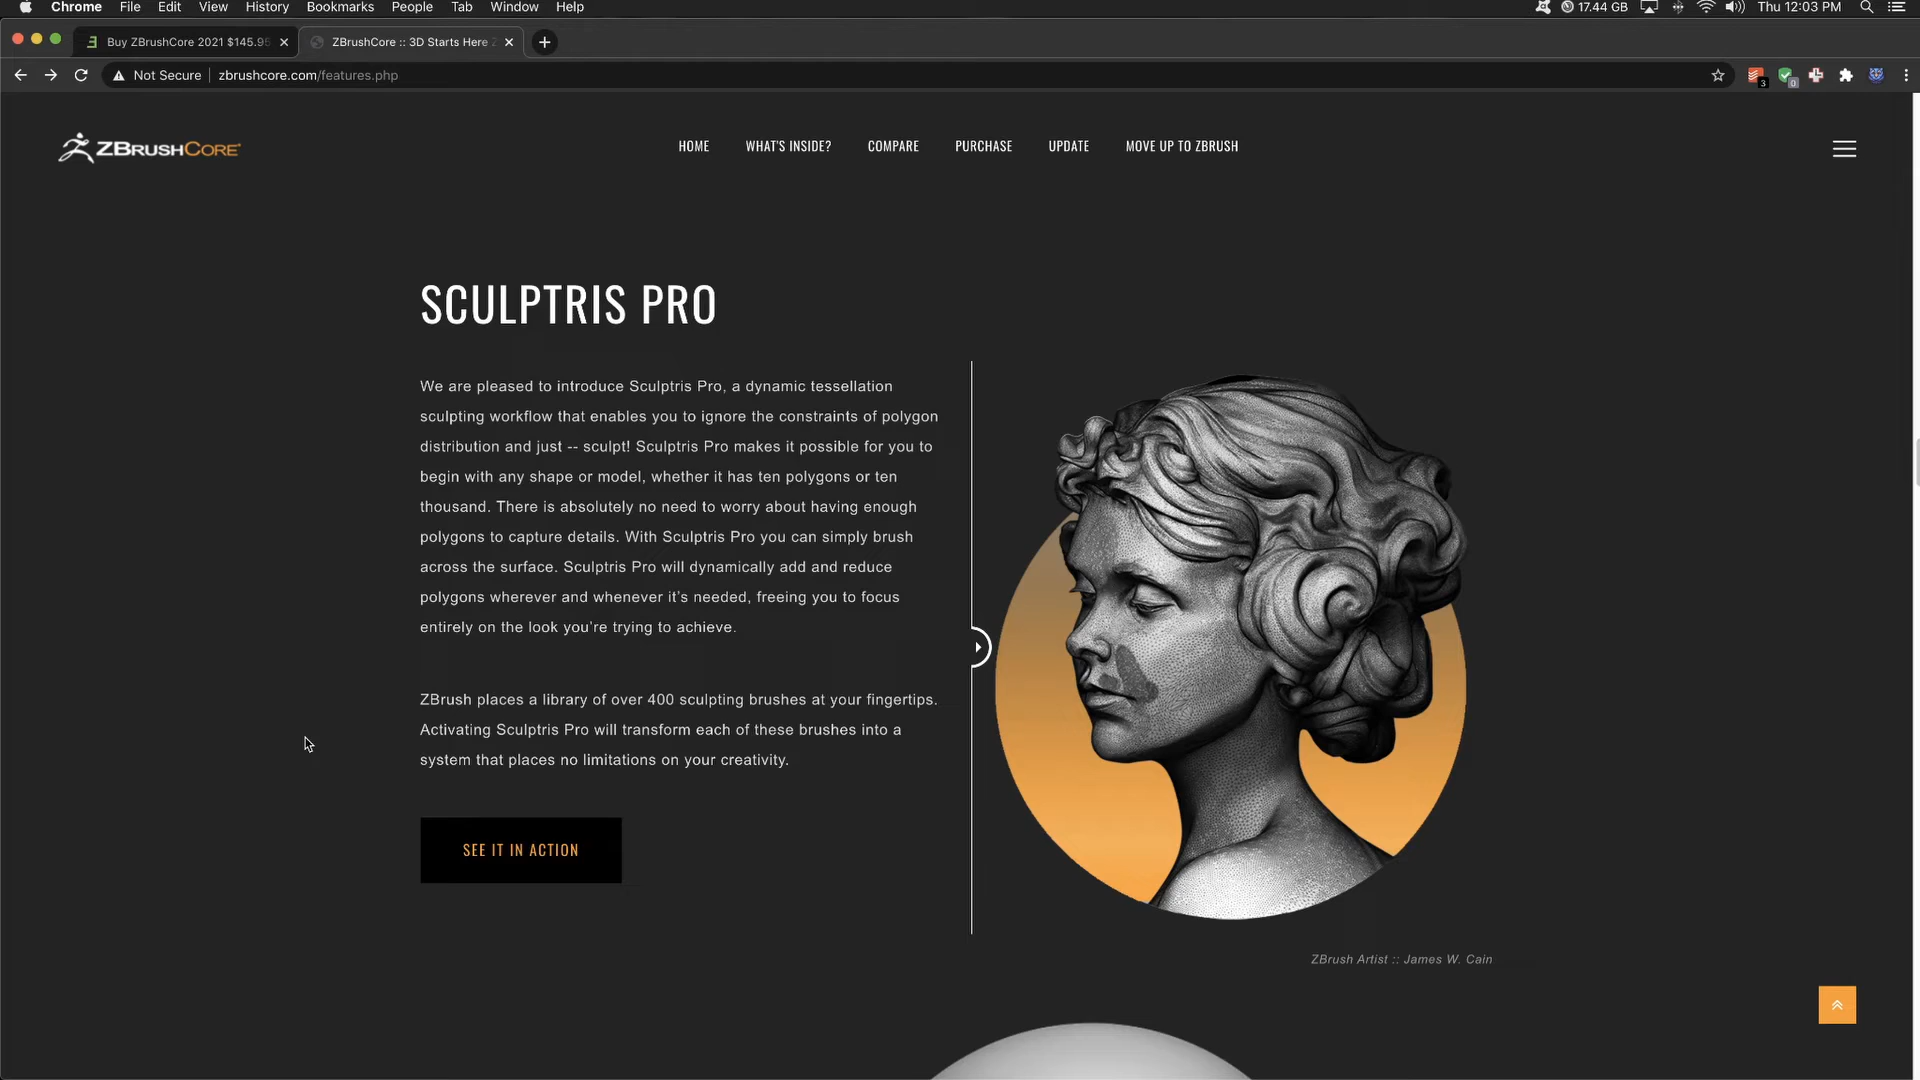 Chrome File Edit View History Bookmarks People Tab Window Help 17.44 GB Thu 12:03 PM
Buy ZBrushCore 2021 $145.95
ZBrushCore :: 3D Starts Here
Not Secure zbrushcore.com/features.php
3
0
ZBRUSHCORE
HOME WHAT'S INSIDE? COMPARE PURCHASE UPDATE MOVE UP TO ZBRUSH
SCULPTRIS PRO
We are pleased to introduce Sculptris Pro, a dynamic tessellation
sculpting workflow that enables you to ignore the constraints of polygon
distribution and just -- sculpt! Sculptris Pro makes it possible for you to
begin with any shape or model, whether it has ten polygons or ten
thousand. There is absolutely no need to worry about having enough
polygons to capture details. With Sculptris Pro you can simply brush
across the surface. Sculptris Pro will dynamically add and reduce
polygons wherever and whenever it's needed, freeing you to focus
entirely on the look you're trying to achieve.
ZBrush places a library of over 400 sculpting brushes at your fingertips.
Activating Sculptris Pro will transform each of these brushes into a
system that places no limitations on your creativity.
SEE IT IN ACTION
ZBrush Artist :: James W. Cain